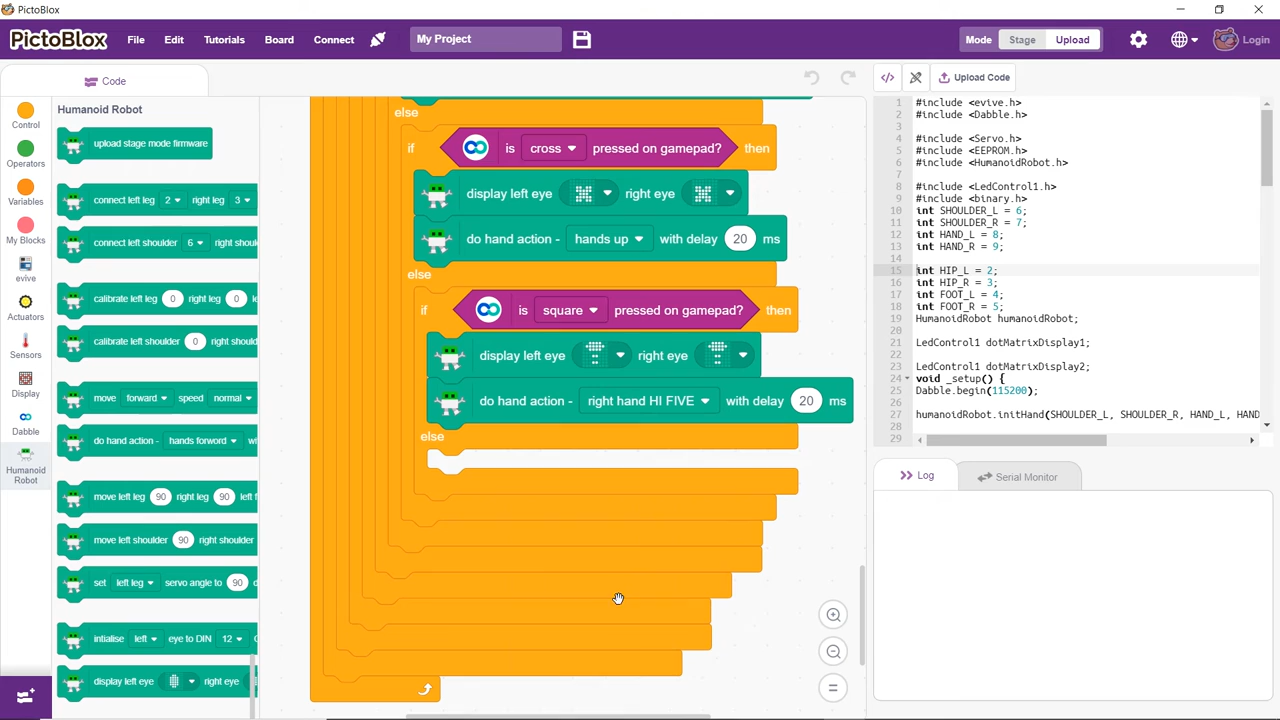 PictoBlox
PictoBlox File Edit Tutorials Board Connect My Project Mode Stage Upload Login
Code
Upload Code
Humanoid Robot
Control
Operators
Variables
My Blocks
evive
Actuators
Sensors
Display
Dabble
Humanoid
Robot
upload stage mode firmware
connect left leg 2 right leg 3
connect left shoulder 6 right shoul
calibrate left leg 0 right leg 0 le
calibrate left shoulder 0 right should
move forward speed normal
do hand action - hands forword wi
move left leg 90 right leg 90 left f
move left shoulder 90 right shoulder
set left leg servo angle to 90 d
intialise left eye to DIN 12 C
display left eye right eye
else
if is cross pressed on gamepad? then
display left eye right eye
do hand action - hands up with delay 20 ms
else
if is square pressed on gamepad? then
display left eye right eye
do hand action - right hand HI FIVE with delay 20 ms
else
1 #include <evive.h>
2 #include <Dabble.h>
3
4 #include <Servo.h>
5 #include <EEPROM.h>
6 #include <HumanoidRobot.h>
7
8 #include <LedControl1.h>
9 #include <binary.h>
10 int SHOULDER_L = 6;
11 int SHOULDER_R = 7;
12 int HAND_L = 8;
13 int HAND_R = 9;
14
15 int HIP_L = 2;
16 int HIP_R = 3;
17 int FOOT_L = 4;
18 int FOOT_R = 5;
19 HumanoidRobot humanoidRobot;
20
21 LedControl1 dotMatrixDisplay1;
22
23 LedControl1 dotMatrixDisplay2;
24 void _setup() {
25 Dabble.begin(115200);
26
27 humanoidRobot.initHand(SHOULDER_L, SHOULDER_R, HAND_L, HAND
28
29
Log Serial Monitor